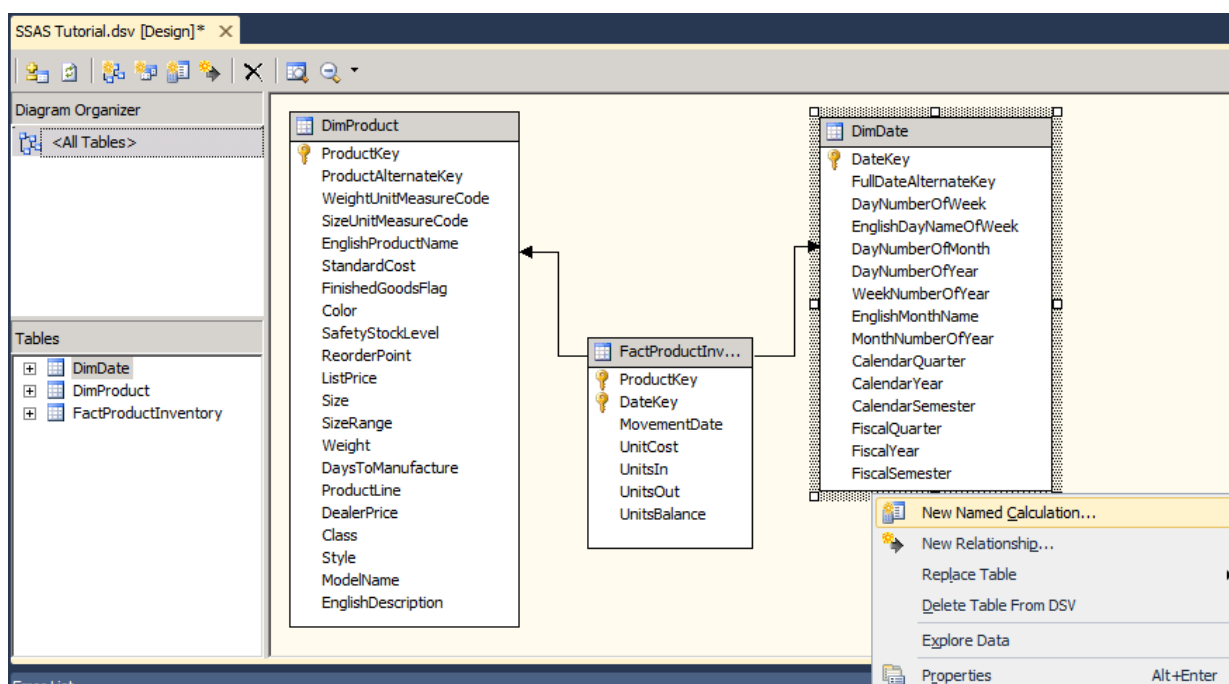 SSAS Tutorial.dsv [Design]*
Diagram Organizer
<All Tables>
Tables
DimDate
DimProduct
FactProductInventory
DimProduct
ProductKey
ProductAlternateKey
WeightUnitMeasureCode
SizeUnitMeasureCode
EnglishProductName
StandardCost
FinishedGoodsFlag
Color
SafetyStockLevel
ReorderPoint
ListPrice
Size
SizeRange
Weight
DaysToManufacture
ProductLine
DealerPrice
Class
Style
ModelName
EnglishDescription
FactProductInv...
ProductKey
DateKey
MovementDate
UnitCost
UnitsIn
UnitsOut
UnitsBalance
DimDate
DateKey
FullDateAlternateKey
DayNumberOfWeek
EnglishDayNameOfWeek
DayNumberOfMonth
DayNumberOfYear
WeekNumberOfYear
EnglishMonthName
MonthNumberOfYear
CalendarQuarter
CalendarYear
CalendarSemester
FiscalQuarter
FiscalYear
FiscalSemester
New Named Calculation...
New Relationship...
Replace Table
Delete Table From DSV
Explore Data
Properties Alt+Enter